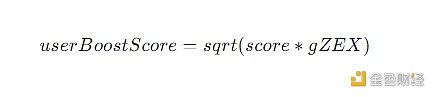 userBoostScore = sqrt(score * gZEX)
金色财经